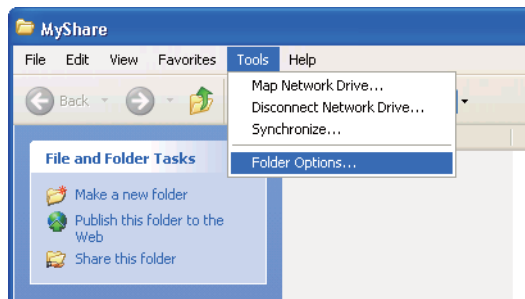 MyShare
File Edit View Favorites Tools Help
Back
Map Network Drive...
Disconnect Network Drive...
Synchronize...
Folder Options...
File and Folder Tasks
Make a new folder
Publish this folder to the
Web
Share this folder